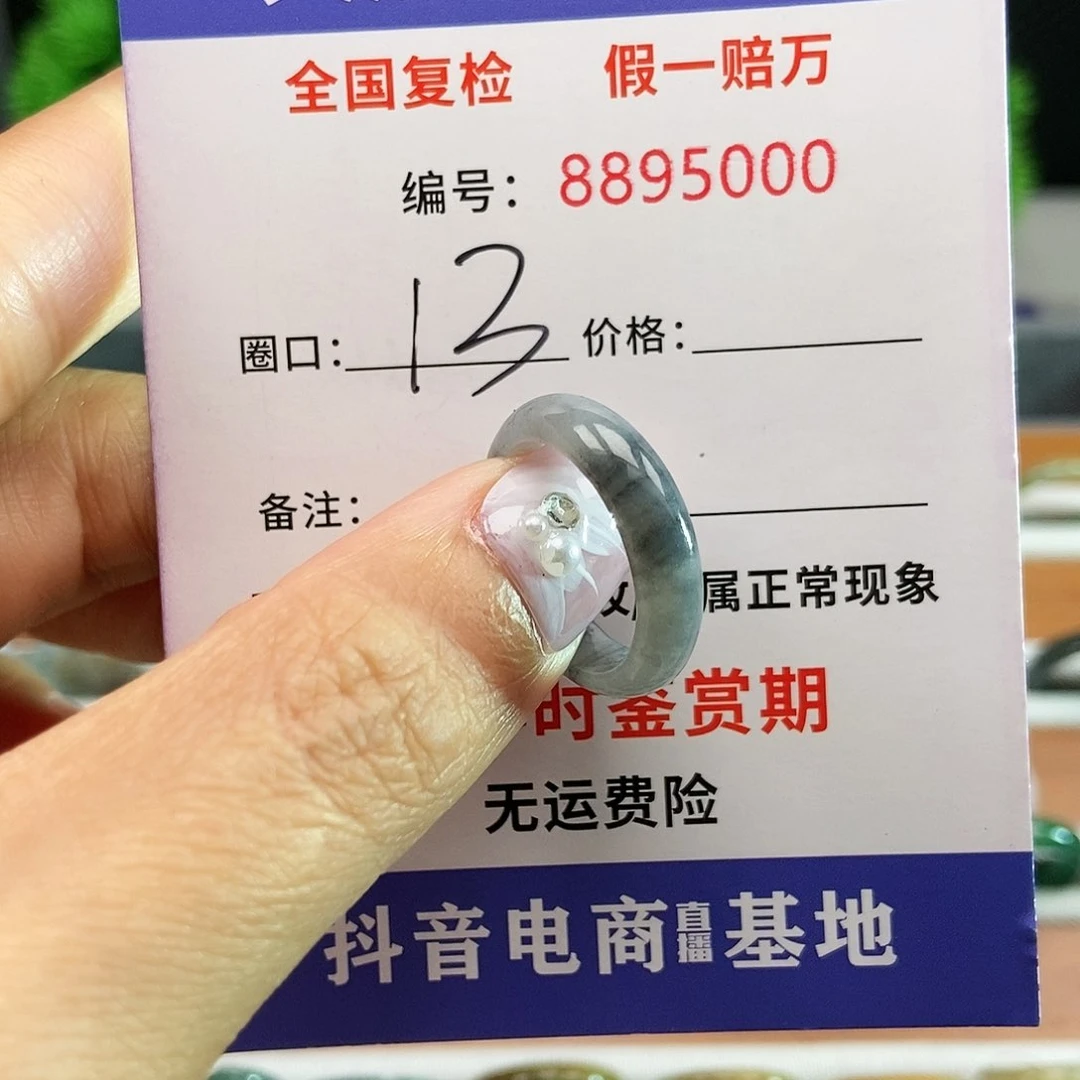 全国复检 假一赔万
编号：8895000
圈口：13 价格：
备注：
属正常现象
时鉴赏期
无运费险
抖音电商直播基地